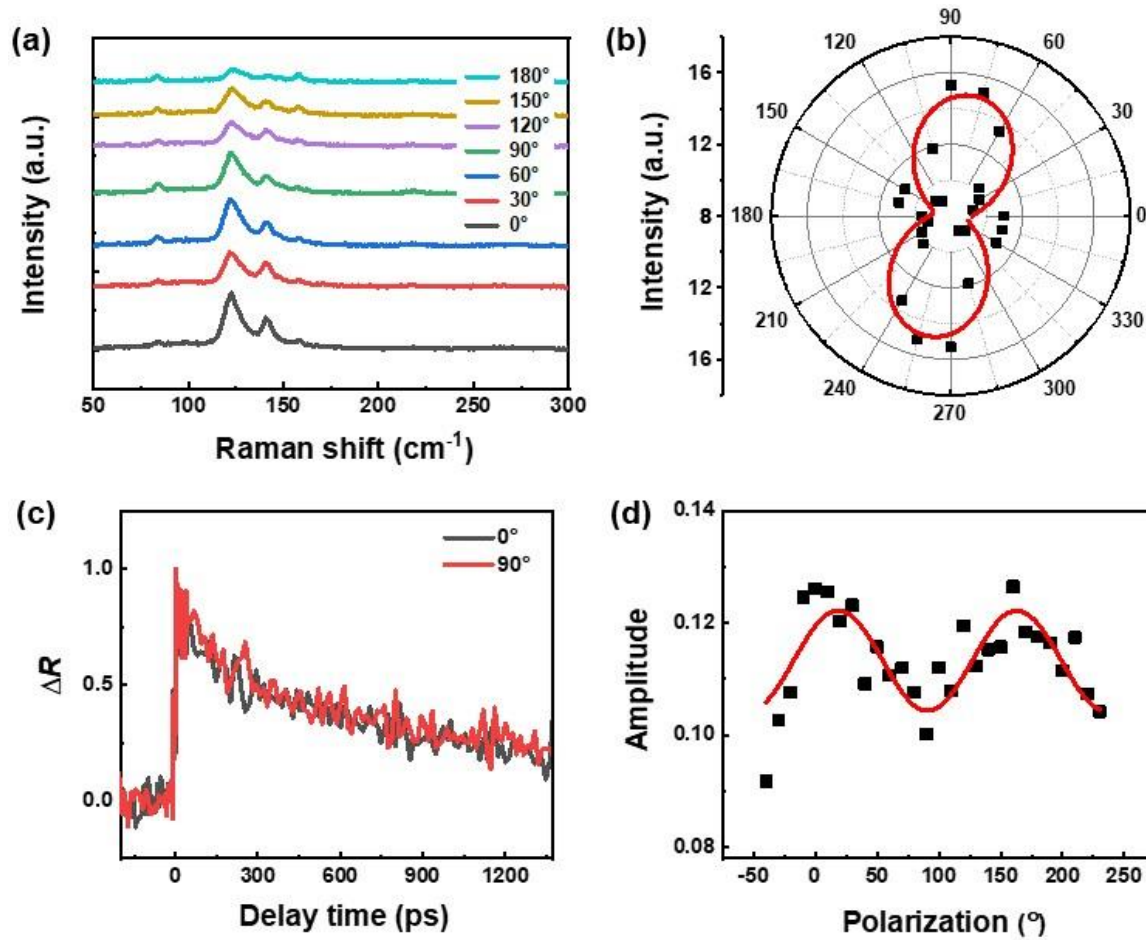 (a)
Intensity (a.u.)
180°
150°
120°
90°
60°
30°
0°
50 100 150 200 250 300
Raman shift (cm-1)
(b)
Intensity (a.u.)
16
12
8
12
16
90
120 60
150 30
180 0
210 330
240 300
270
(c)
ΔR
1.0
0.5
0.0
0°
90°
0 300 600 900 1200
Delay time (ps)
(d)
Amplitude
0.14
0.12
0.10
0.08
-50 0 50 100 150 200 250
Polarization (°)